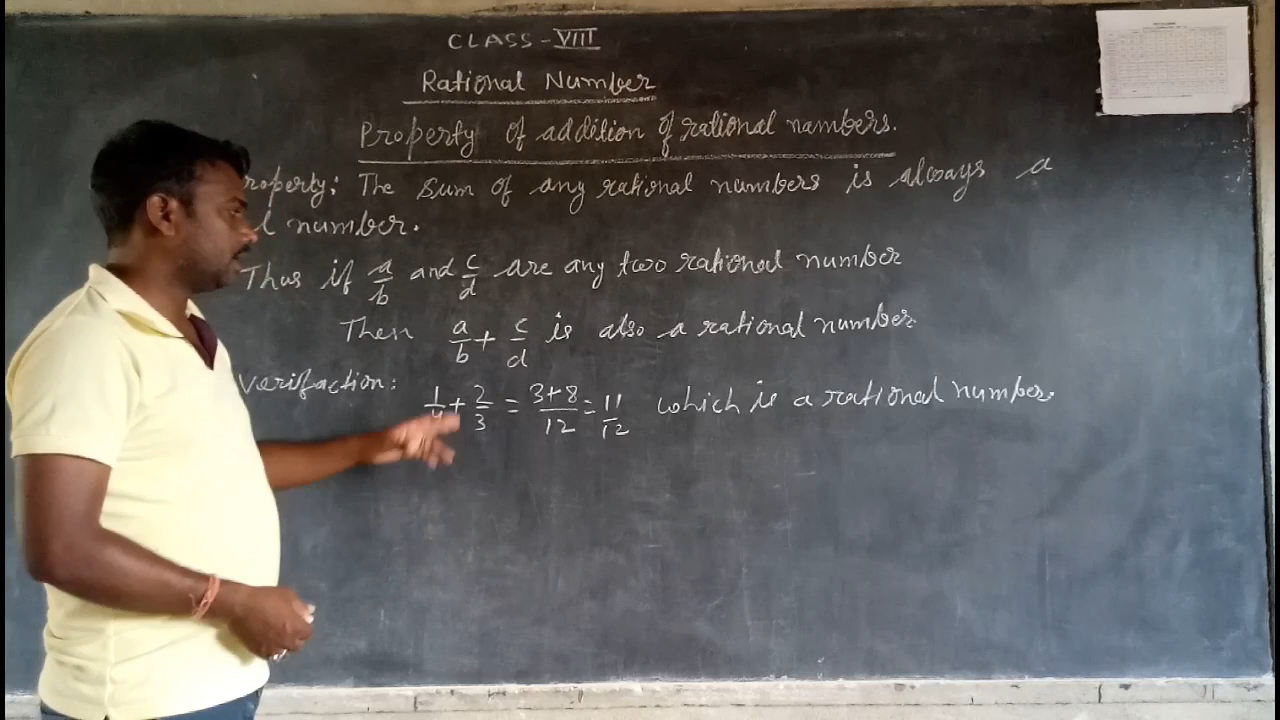 CLASS - VIII
Rational Number
Property of addition of rational numbers.
roperty: The sum of any rational numbers is always a
l number.
Thus if a/b and c/d are any two rational number
Then a/b + c/d is also a rational number.
Verifaction: 1/4 + 2/3 = 3+8/12 = 11/12 which is a rational number.